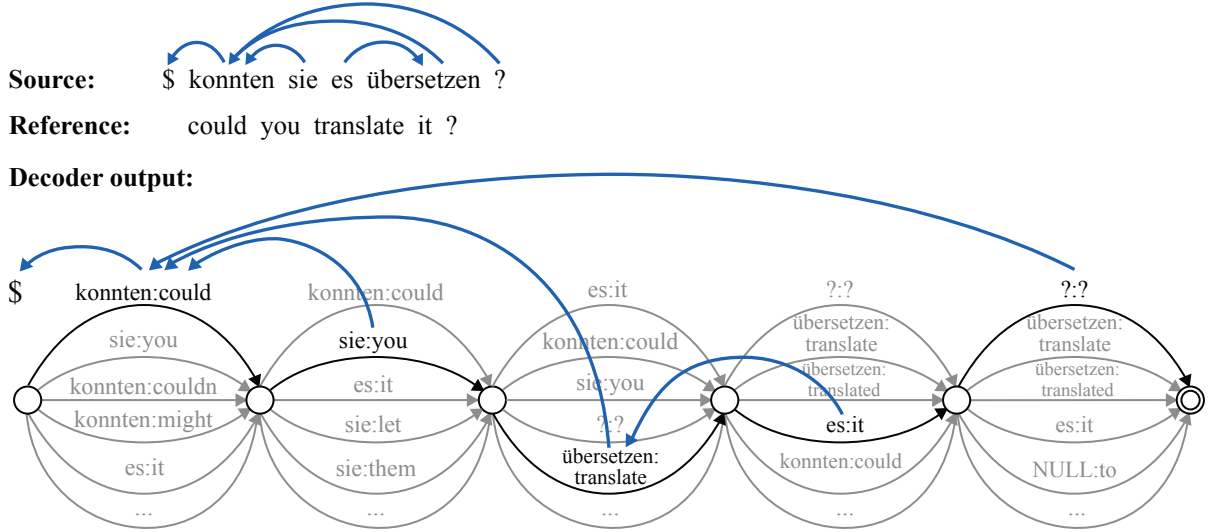 Source: $ konnten sie es übersetzen ?
Reference: could you translate it ?
Decoder output:
$ konnten:could konnten:could es:it ?:? ?:?
sie:you sie:you konnten:could übersetzen: translate übersetzen: translate
konnten:couldn es:it sie:you übersetzen: translated übersetzen: translated
konnten:might sie:let ?:? es:it es:it
es:it sie:them übersetzen: translate konnten:could NULL:to
... ... ... ... ...